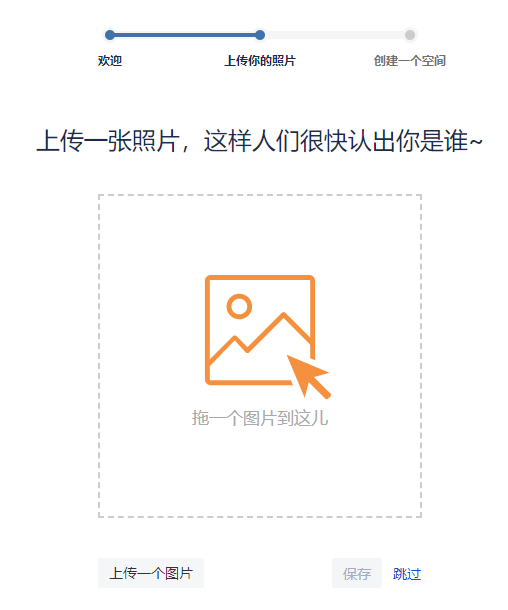 欢迎 上传你的照片 创建一个空间
上传一张照片，这样人们很快认出你是谁~
拖一个图片到这儿
上传一个图片 保存 跳过